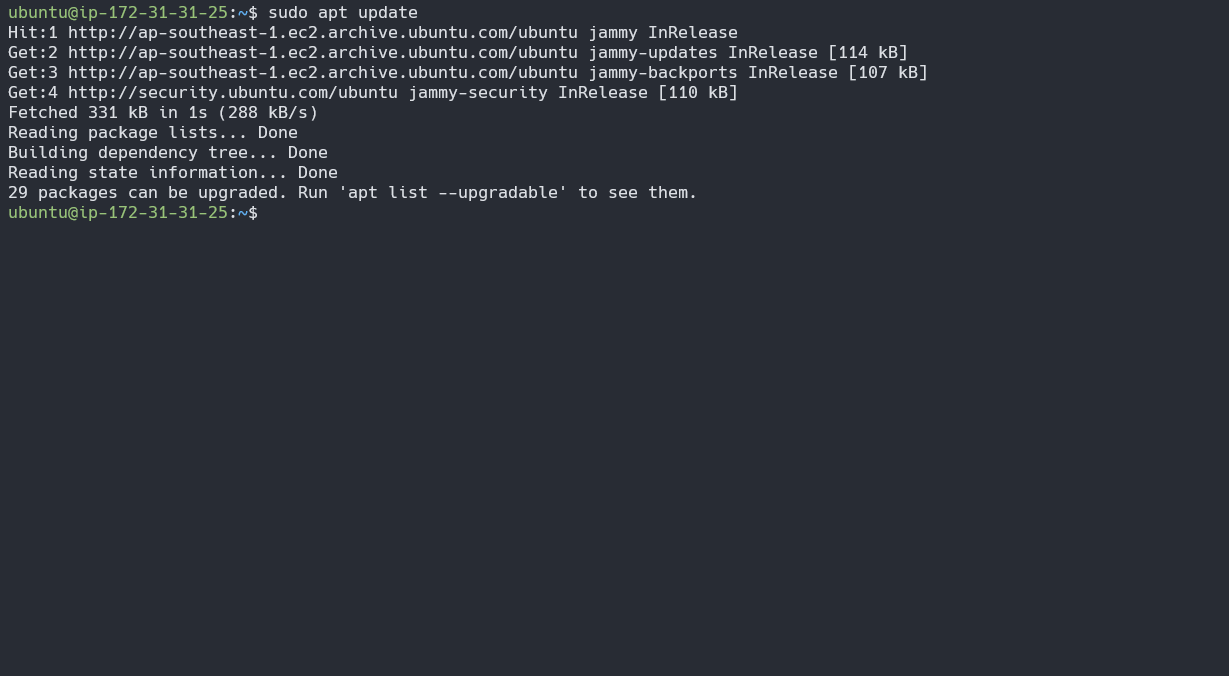 ubuntu@ip-172-31-31-25:~$ sudo apt update
Hit:1 http://ap-southeast-1.ec2.archive.ubuntu.com/ubuntu jammy InRelease
Get:2 http://ap-southeast-1.ec2.archive.ubuntu.com/ubuntu jammy-updates InRelease [114 kB]
Get:3 http://ap-southeast-1.ec2.archive.ubuntu.com/ubuntu jammy-backports InRelease [107 kB]
Get:4 http://security.ubuntu.com/ubuntu jammy-security InRelease [110 kB]
Fetched 331 kB in 1s (288 kB/s)
Reading package lists... Done
Building dependency tree... Done
Reading state information... Done
29 packages can be upgraded. Run 'apt list --upgradable' to see them.
ubuntu@ip-172-31-31-25:~$